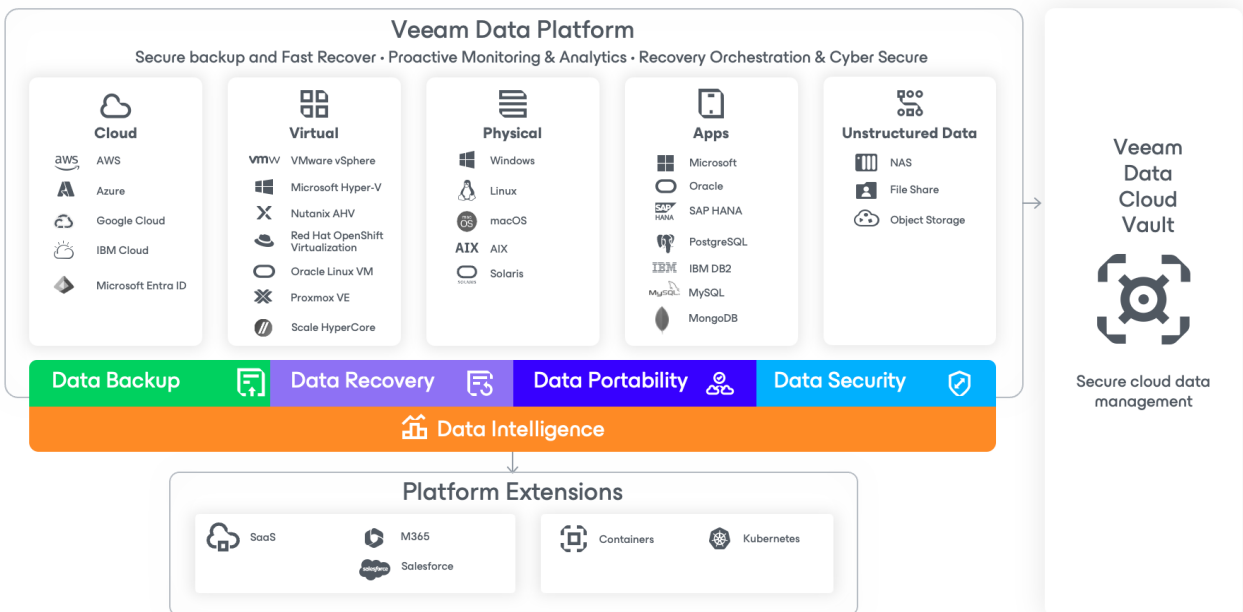 Veeam Data Platform
Secure backup and Fast Recover • Proactive Monitoring & Analytics • Recovery Orchestration & Cyber Secure
Cloud
aws AWS
Azure
Google Cloud
IBM Cloud
Microsoft Entra ID
Virtual
vmw VMware vSphere
Microsoft Hyper-V
Nutanix AHV
Red Hat OpenShift
Virtualization
Oracle Linux VM
Proxmox VE
Scale HyperCore
Physical
Windows
Linux
mac
OS
macOS
AIX AIX
Solaris
SOLARIS
Apps
Microsoft
Oracle
SAP
HANA
SAP HANA
PostgreSQL
IBM IBM DB2
MySQL MySQL
MongoDB
Unstructured Data
NAS
File Share
Object Storage
Data Backup
Data Recovery
Data Portability
Data Security
Data Intelligence
Platform Extensions
SaaS
M365
salesforce Salesforce
Containers
Kubernetes
Veeam
Data
Cloud
Vault
Secure cloud data
management